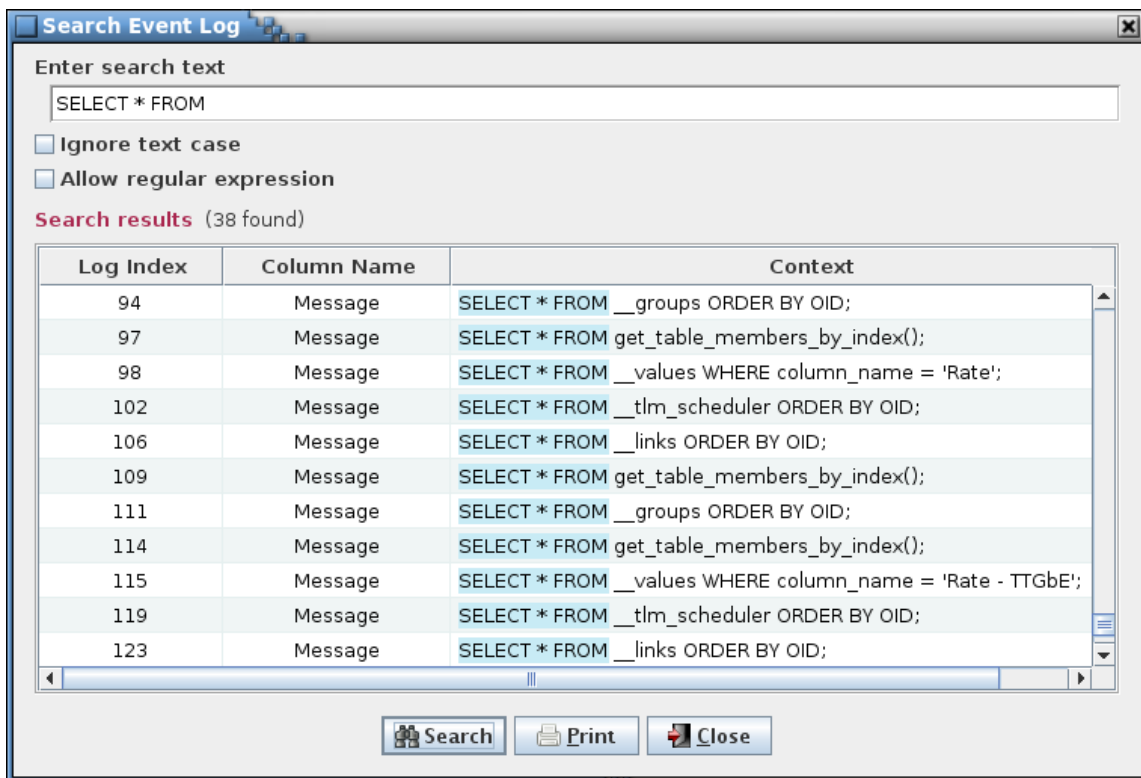 Search Event Log
Enter search text
SELECT * FROM
Ignore text case
Allow regular expression
Search results (38 found)
Log Index Column Name Context
94 Message SELECT * FROM __groups ORDER BY OID;
97 Message SELECT * FROM get_table_members_by_index();
98 Message SELECT * FROM __values WHERE column_name = 'Rate';
102 Message SELECT * FROM __tlm_scheduler ORDER BY OID;
106 Message SELECT * FROM __links ORDER BY OID;
109 Message SELECT * FROM get_table_members_by_index();
111 Message SELECT * FROM __groups ORDER BY OID;
114 Message SELECT * FROM get_table_members_by_index();
115 Message SELECT * FROM __values WHERE column_name = 'Rate - TTGbE';
119 Message SELECT * FROM __tlm_scheduler ORDER BY OID;
123 Message SELECT * FROM __links ORDER BY OID;
Search Print Close